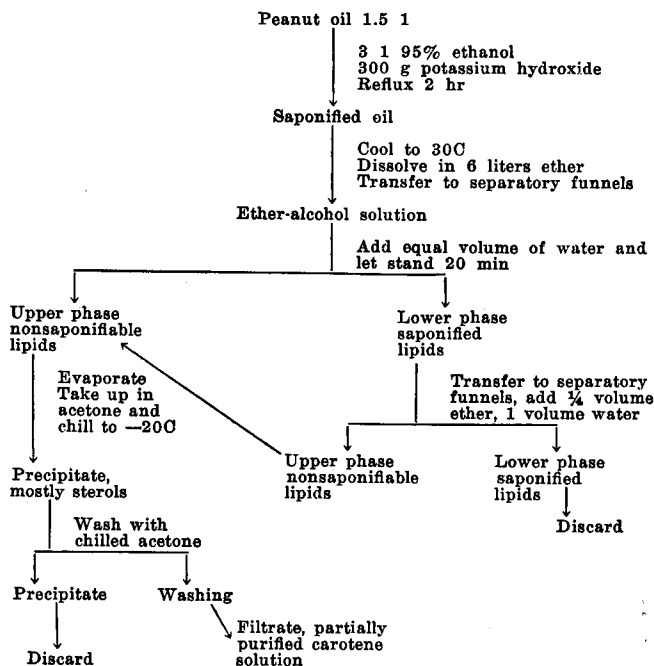 Peanut oil 1.5 l
3 l 95% ethanol
300 g potassium hydroxide
Reflux 2 hr
Saponified oil
Cool to 30C
Dissolve in 6 liters ether
Transfer to separatory funnels
Ether-alcohol solution
Add equal volume of water and
let stand 20 min
Upper phase
nonsaponifiable
lipids
Lower phase
saponified
lipids
Evaporate
Take up in
acetone and
chill to —20C
Transfer to separatory
funnels, add ¼ volume
ether, 1 volume water
Upper phase
nonsaponifiable
lipids
Lower phase
saponified
lipids
Discard
Precipitate,
mostly sterols
Wash with
chilled acetone
Precipitate
Washing
Discard
Filtrate, partially
purified carotene
solution